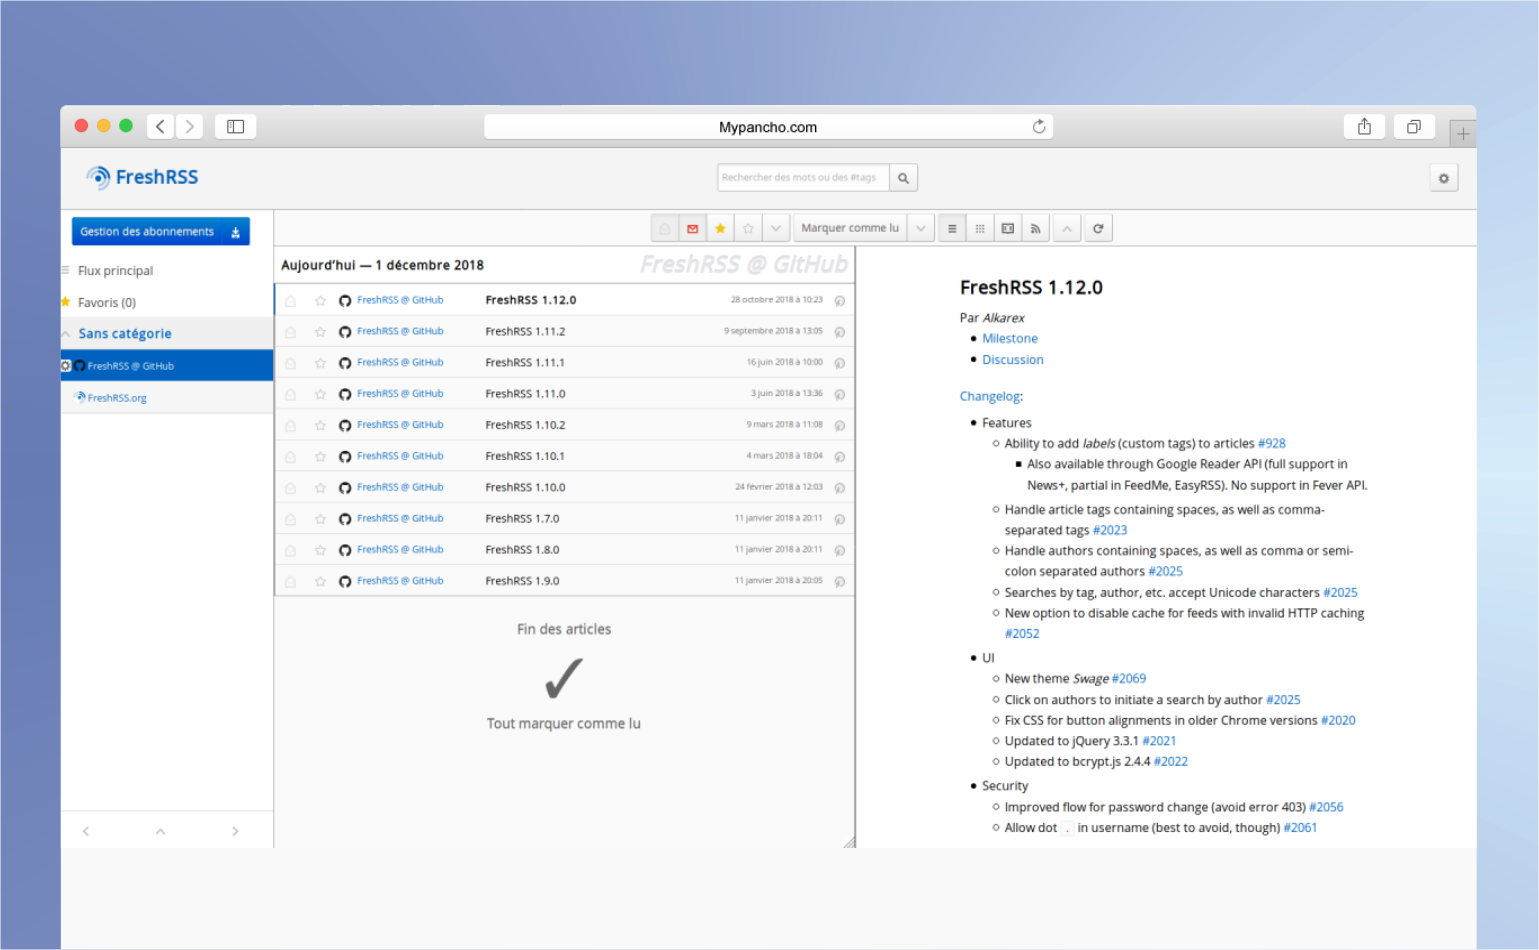 Mypancho.com
FreshRSS
Rechercher des mots ou des #tags
Gestion des abonnements
Marquer comme lu
Flux principal
Favoris (0)
Sans catégorie
FreshRSS @ GitHub
FreshRSS.org
Aujourd’hui — 1 décembre 2018 FreshRSS @ GitHub
FreshRSS @ GitHub FreshRSS 1.12.0 28 octobre 2018 à 10:23
FreshRSS @ GitHub FreshRSS 1.11.2 9 septembre 2018 à 13:05
FreshRSS @ GitHub FreshRSS 1.11.1 16 juin 2018 à 10:00
FreshRSS @ GitHub FreshRSS 1.11.0 3 juin 2018 à 13:36
FreshRSS @ GitHub FreshRSS 1.10.2 9 mars 2018 à 11:08
FreshRSS @ GitHub FreshRSS 1.10.1 4 mars 2018 à 18:04
FreshRSS @ GitHub FreshRSS 1.10.0 24 février 2018 à 12:03
FreshRSS @ GitHub FreshRSS 1.7.0 11 janvier 2018 à 20:11
FreshRSS @ GitHub FreshRSS 1.8.0 11 janvier 2018 à 20:11
FreshRSS @ GitHub FreshRSS 1.9.0 11 janvier 2018 à 20:05
Fin des articles
Tout marquer comme lu
FreshRSS 1.12.0
Par Alkarex
• Milestone
• Discussion
Changelog:
• Features
○ Ability to add labels (custom tags) to articles #928
▪ Also available through Google Reader API (full support in
News+, partial in FeedMe, EasyRSS). No support in Fever API.
○ Handle article tags containing spaces, as well as comma-
separated tags #2023
○ Handle authors containing spaces, as well as comma or semi-
colon separated authors #2025
○ Searches by tag, author, etc. accept Unicode characters #2025
○ New option to disable cache for feeds with invalid HTTP caching
#2052
• UI
○ New theme Swage #2069
○ Click on authors to initiate a search by author #2025
○ Fix CSS for button alignments in older Chrome versions #2020
○ Updated to jQuery 3.3.1 #2021
○ Updated to bcrypt.js 2.4.4 #2022
• Security
○ Improved flow for password change (avoid error 403) #2056
○ Allow dot . in username (best to avoid, though) #2061